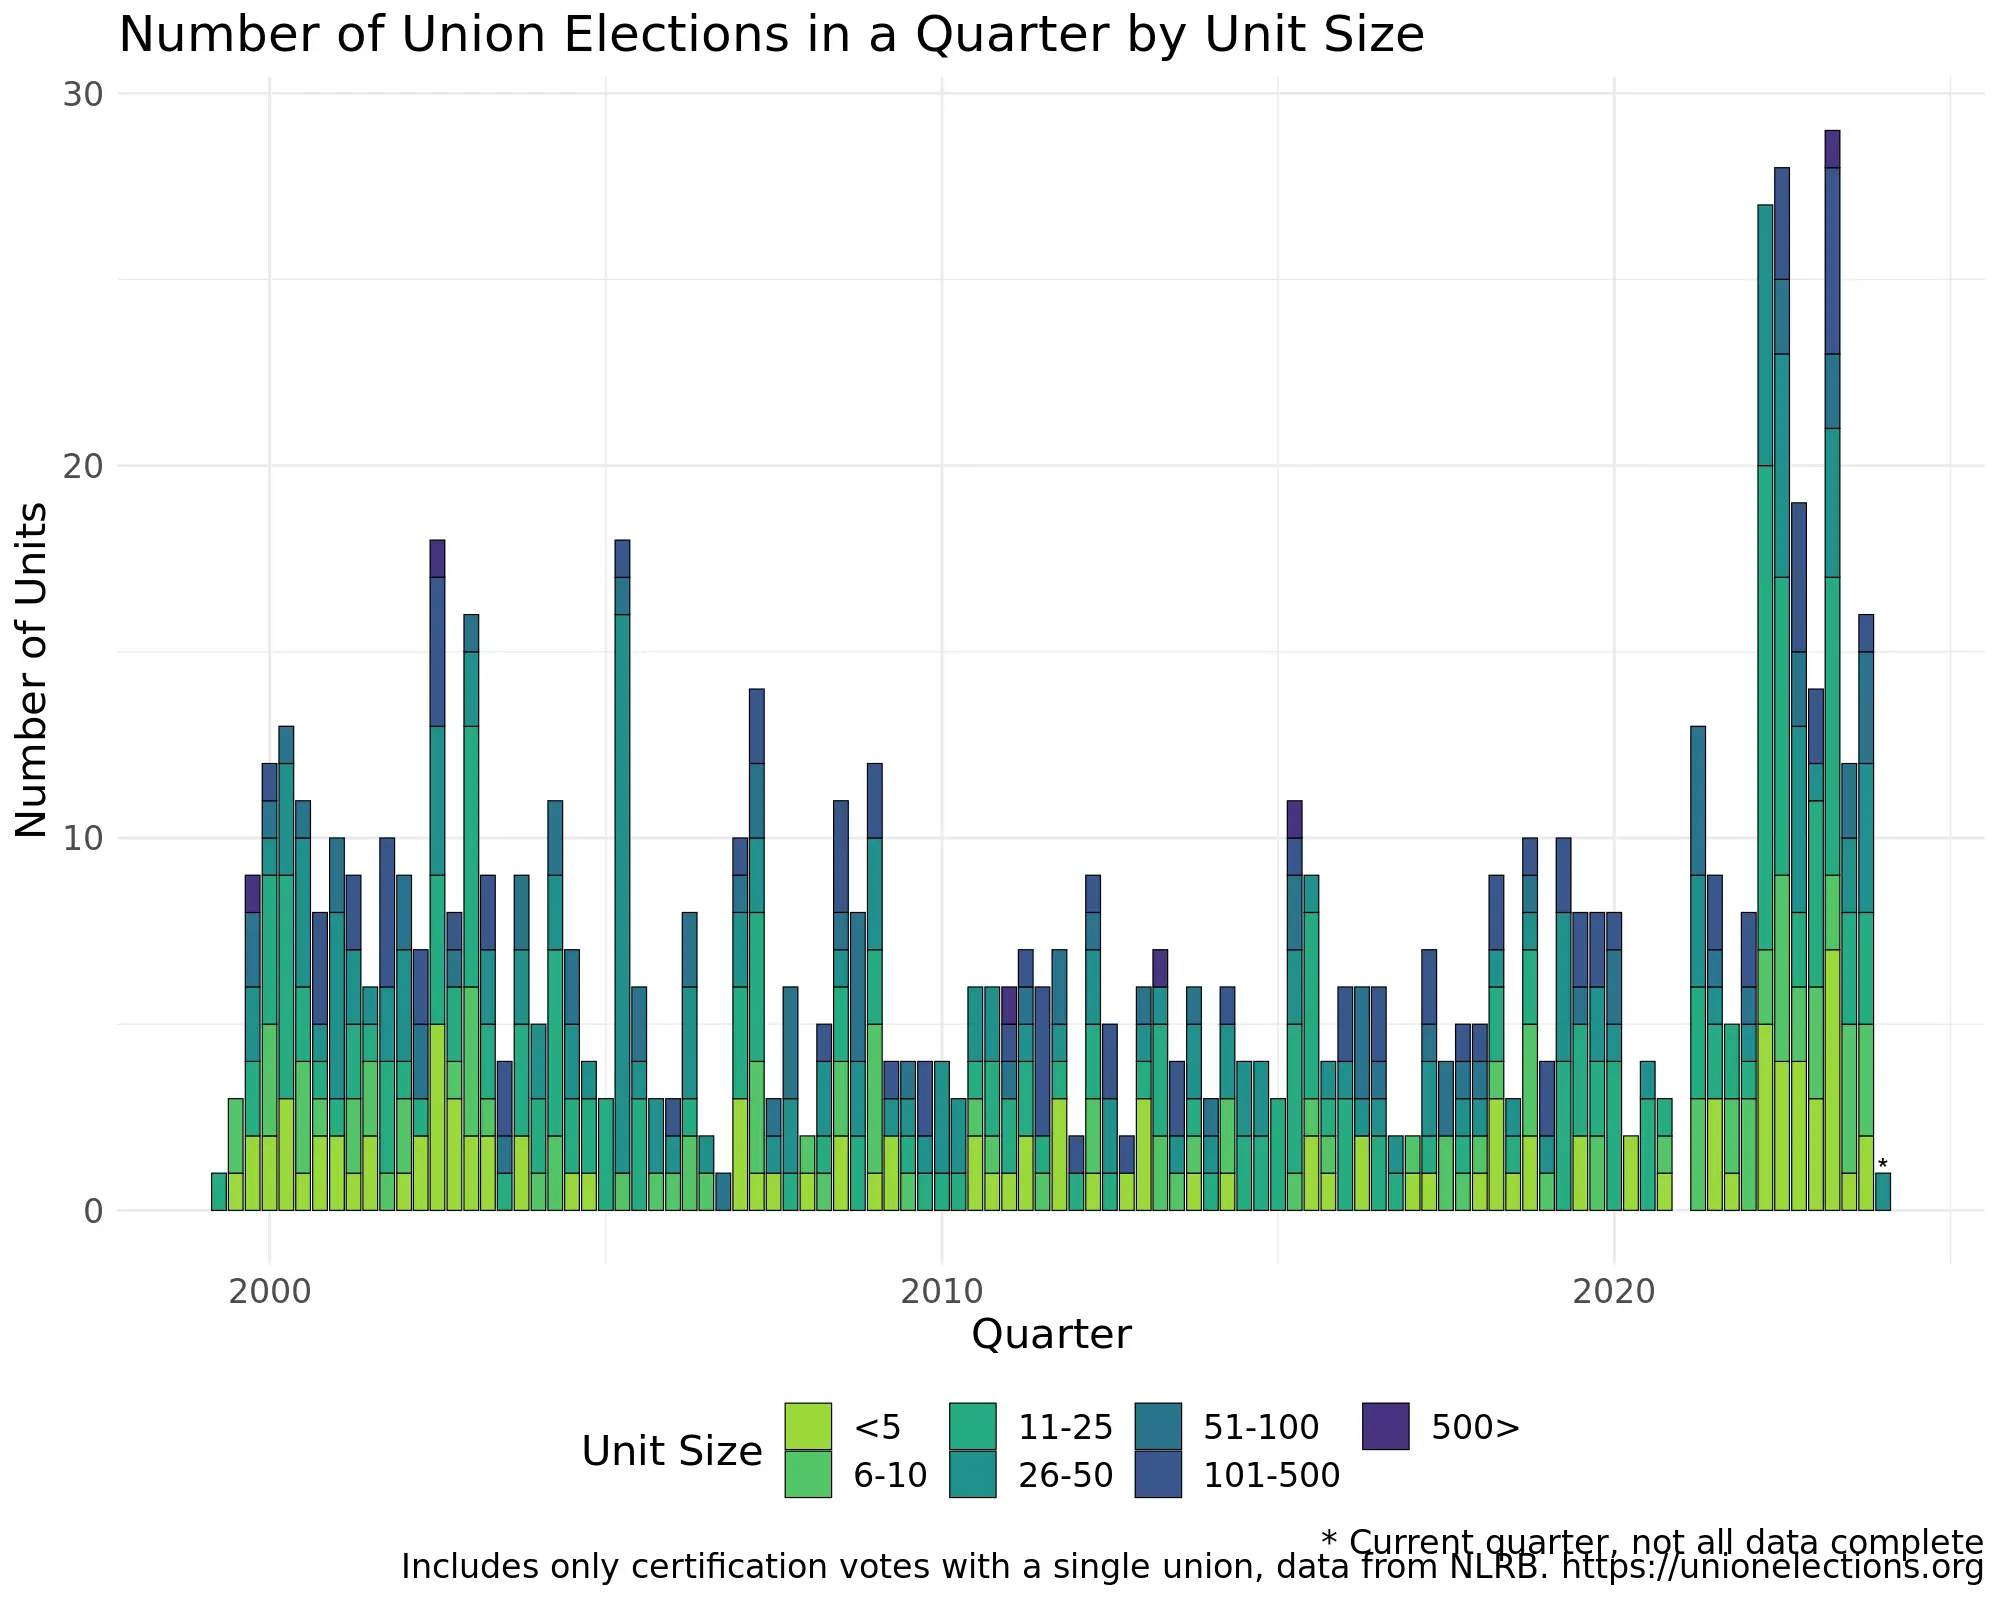 Number of Union Elections in a Quarter by Unit Size
30
20
10
0
Number of Units
*
2000 2010 2020
Quarter
Unit Size
<5 11-25 51-100 500>
6-10 26-50 101-500
* Current quarter, not all data complete
Includes only certification votes with a single union, data from NLRB. https://unionelections.org